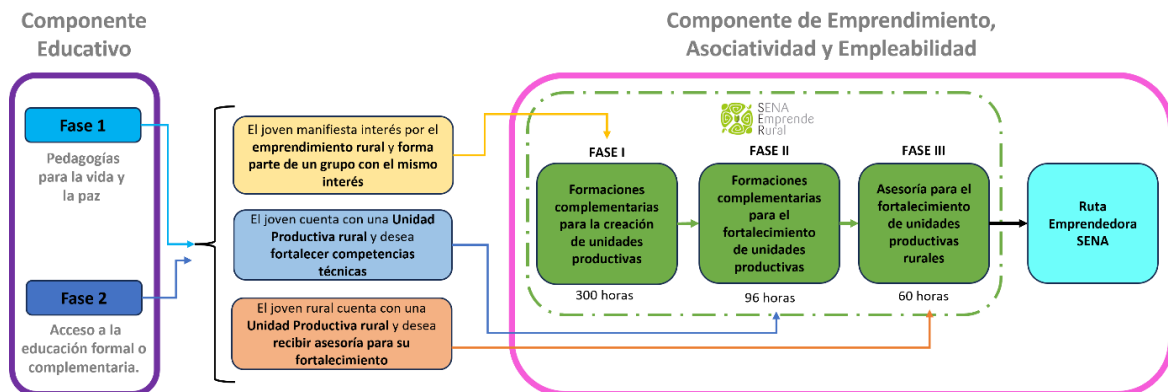 Componente
Educativo
Fase 1
Pedagogías
para la vida y
la paz
Fase 2
Acceso a la
educación formal o
complementaria.
El joven manifiesta interés por el
emprendimiento rural y forma
parte de un grupo con el mismo
interés
El joven cuenta con una Unidad
Productiva rural y desea
fortalecer competencias
técnicas
El joven rural cuenta con una
Unidad Productiva rural y desea
recibir asesoría para su
fortalecimiento
Componente de Emprendimiento,
Asociatividad y Empleabilidad
SENA
Emprende
Rural
FASE I
Formaciones
complementarias
para la creación
de unidades
productivas
300 horas
FASE II
Formaciones
complementarias
para el
fortalecimiento
de unidades
productivas
96 horas
FASE III
Asesoría para el
fortalecimiento
de unidades
productivas
rurales
60 horas
Ruta
Emprendedora
SENA